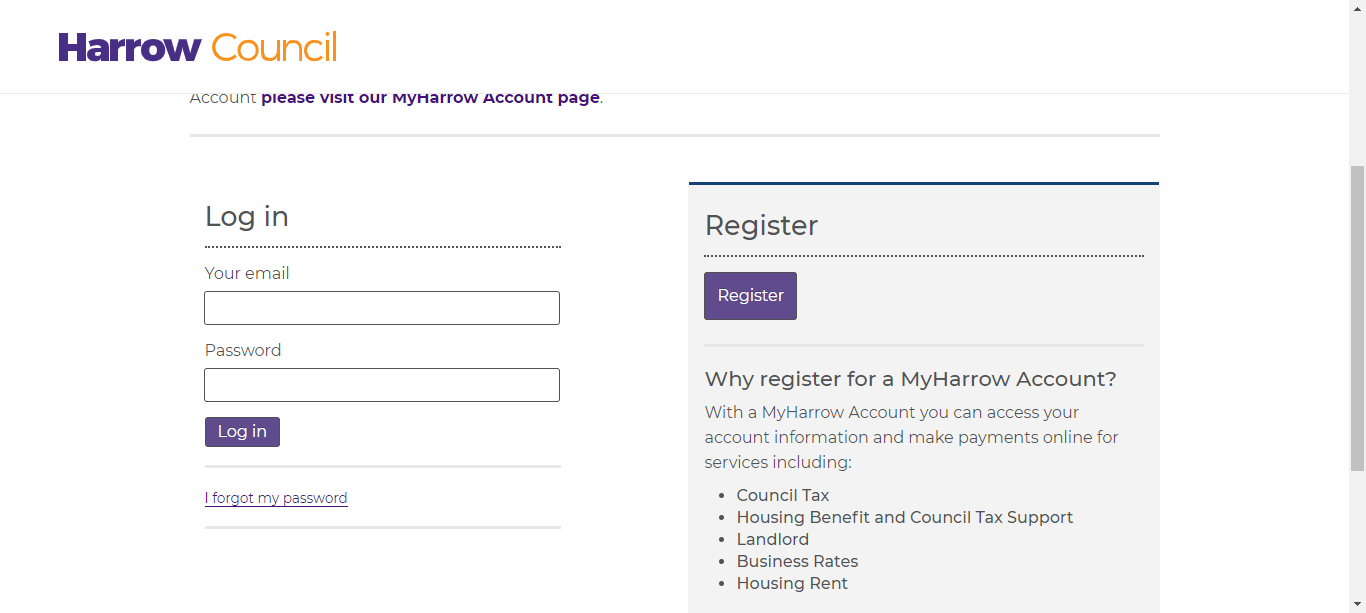 Harrow Council
Account please visit our MyHarrow Account page.
Log in
Your email
Password
Log in
I forgot my password
Register
Register
Why register for a MyHarrow Account?
With a MyHarrow Account you can access your
account information and make payments online for
services including:
• Council Tax
• Housing Benefit and Council Tax Support
• Landlord
• Business Rates
• Housing Rent